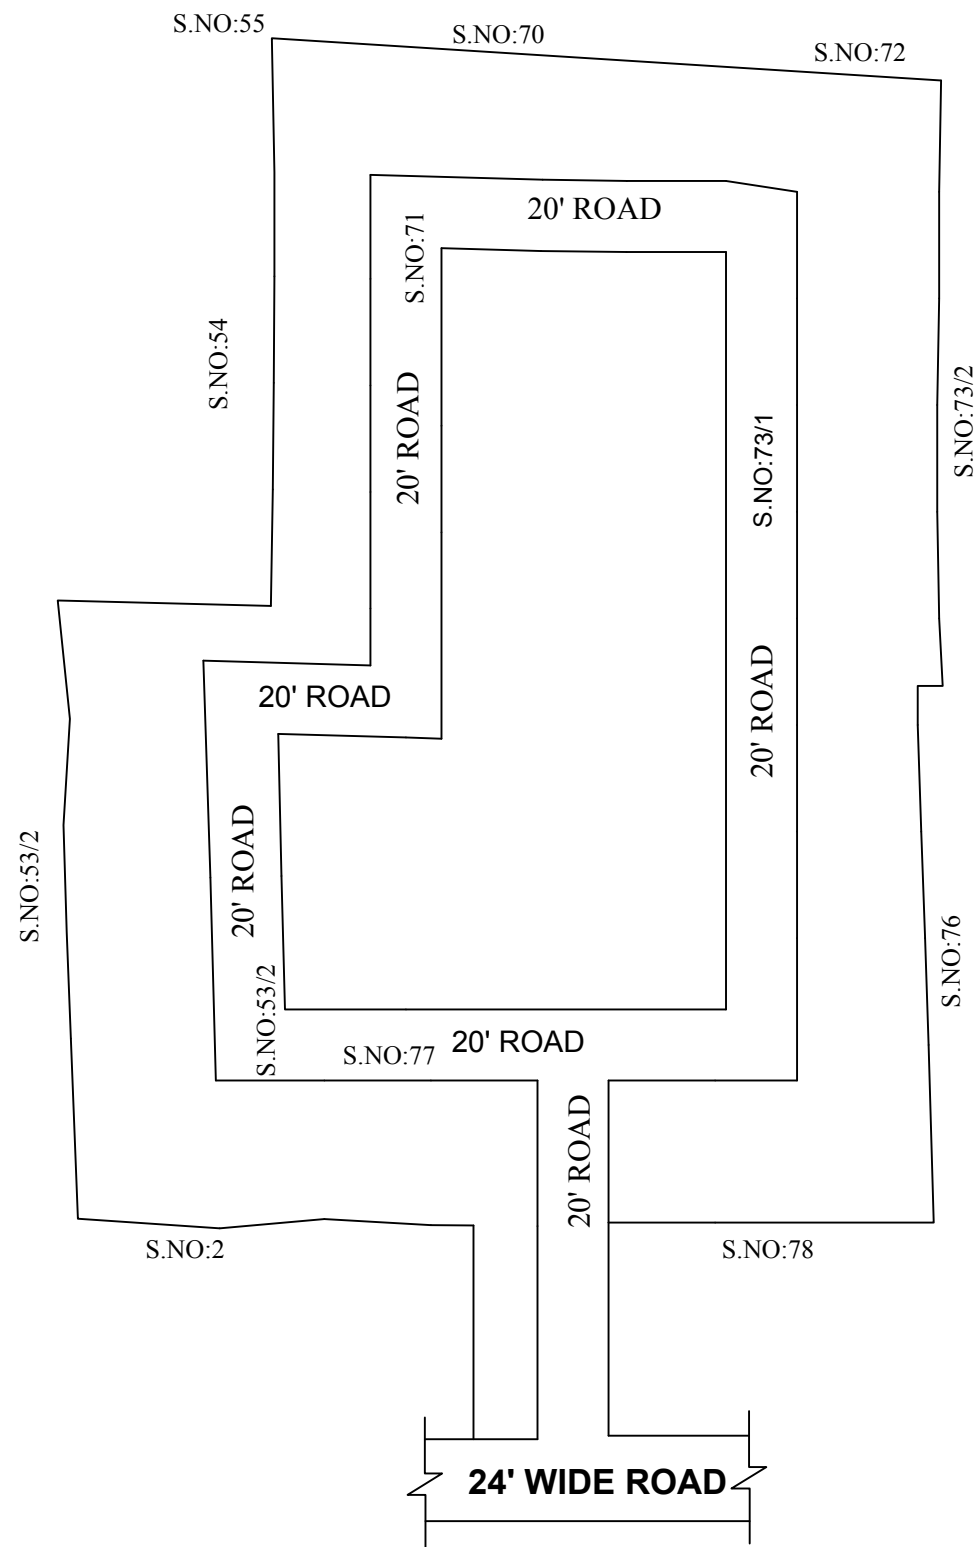 S.NO:55
S.NO:70
S.NO:72
20' ROAD
S.NO:71
S.NO:54
20' ROAD
S.NO:73/1
S.NO:73/2
20' ROAD
20' ROAD
20' ROAD
S.NO:53/2
S.NO:76
S.NO:53/2
S.NO:77
20' ROAD
20' ROAD
S.NO:2
S.NO:78
24' WIDE ROAD